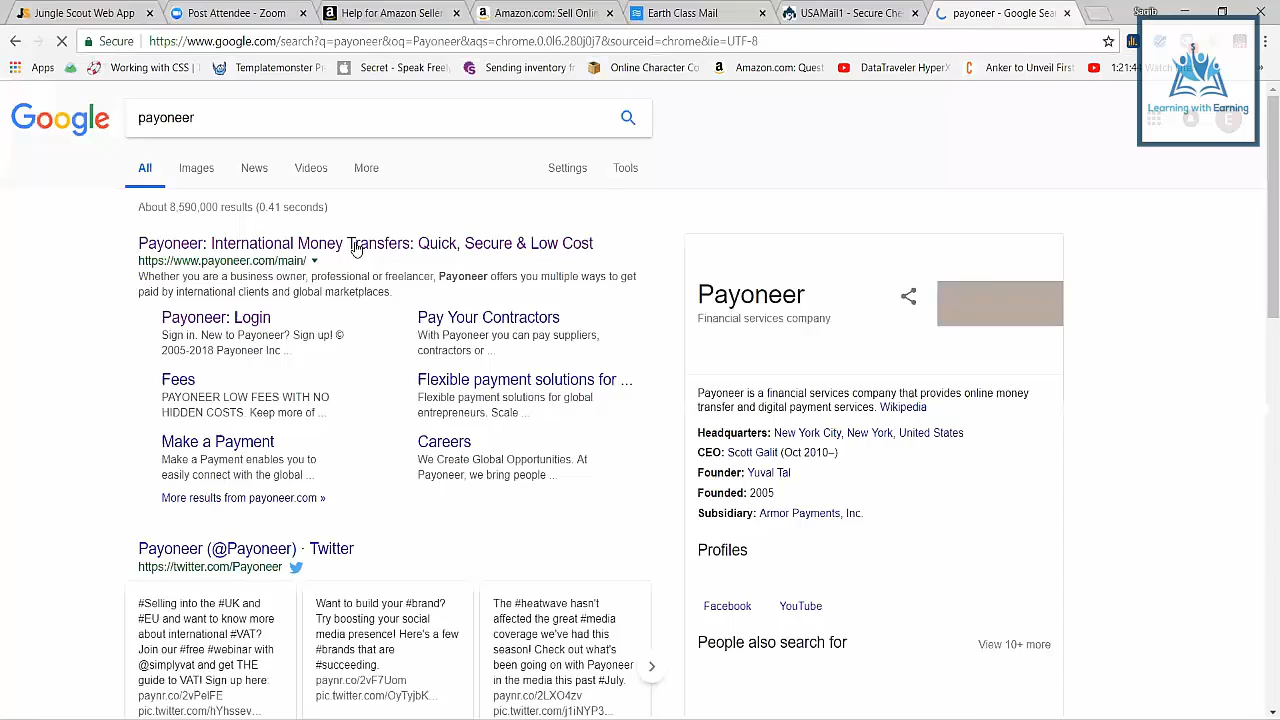 Jungle Scout Web App
Post Attendee - Zoom
Help for Amazon Sell
Amazon.com Sell Onlin
Earth Class Mail
USAMail1 - Secure Che
payoneer - Google Sea
Saqib
Secure
https://www.google.com/search?q=payoneer&oq=Payoneer&aqs=chrome.0.0j6.280j0j7&sourceid=chrome&ie=UTF-8
Apps
Working with CSS |
Templatemonster
Secret - Speak Free
Selling inventory fr
Online Character Co
Amazon.com: Quest
DataTraveler HyperX
Anker to Unveil First
1:21:44 Watch
Learning with Earning
Google
payoneer
All
Images
News
Videos
More
Settings
Tools
About 8,590,000 results (0.41 seconds)
Payoneer: International Money Transfers: Quick, Secure & Low Cost
https://www.payoneer.com/main/
Whether you are a business owner, professional or freelancer, Payoneer offers you multiple ways to get
paid by international clients and global marketplaces.
Payoneer: Login
Sign in. New to Payoneer? Sign up! ©
2005-2018 Payoneer Inc ...
Pay Your Contractors
With Payoneer you can pay suppliers,
contractors or ...
Fees
PAYONEER LOW FEES WITH NO
HIDDEN COSTS. Keep more of ...
Flexible payment solutions for ...
Flexible payment solutions for global
entrepreneurs. Scale ...
Make a Payment
Make a Payment enables you to
easily connect with the global ...
Careers
We Create Global Opportunities. At
Payoneer, we bring people ...
More results from payoneer.com »
Payoneer (@Payoneer) · Twitter
https://twitter.com/Payoneer
#Selling into the #UK and
#EU and want to know more
about international #VAT?
Join our #free #webinar with
@simplyvat and get THE
guide to VAT! Sign up here:
paynr.co/2vPelFE
pic.twitter.com/hYhssev...
Want to build your #brand?
Try boosting your social
media presence! Here's a few
#brands that are
#succeeding.
paynr.co/2vF7Uom
pic.twitter.com/OyTyjbK...
The #heatwave hasn't
affected the great #media
coverage we've had this
season! Check out what's
been going on with Payoneer
in the media this past #July.
paynr.co/2LXO4zv
pic.twitter.com/j1iNYP3...
Payoneer
Financial services company
Payoneer is a financial services company that provides online money
transfer and digital payment services. Wikipedia
Headquarters: New York City, New York, United States
CEO: Scott Galit (Oct 2010–)
Founder: Yuval Tal
Founded: 2005
Subsidiary: Armor Payments, Inc.
Profiles
Facebook
YouTube
People also search for
View 10+ more